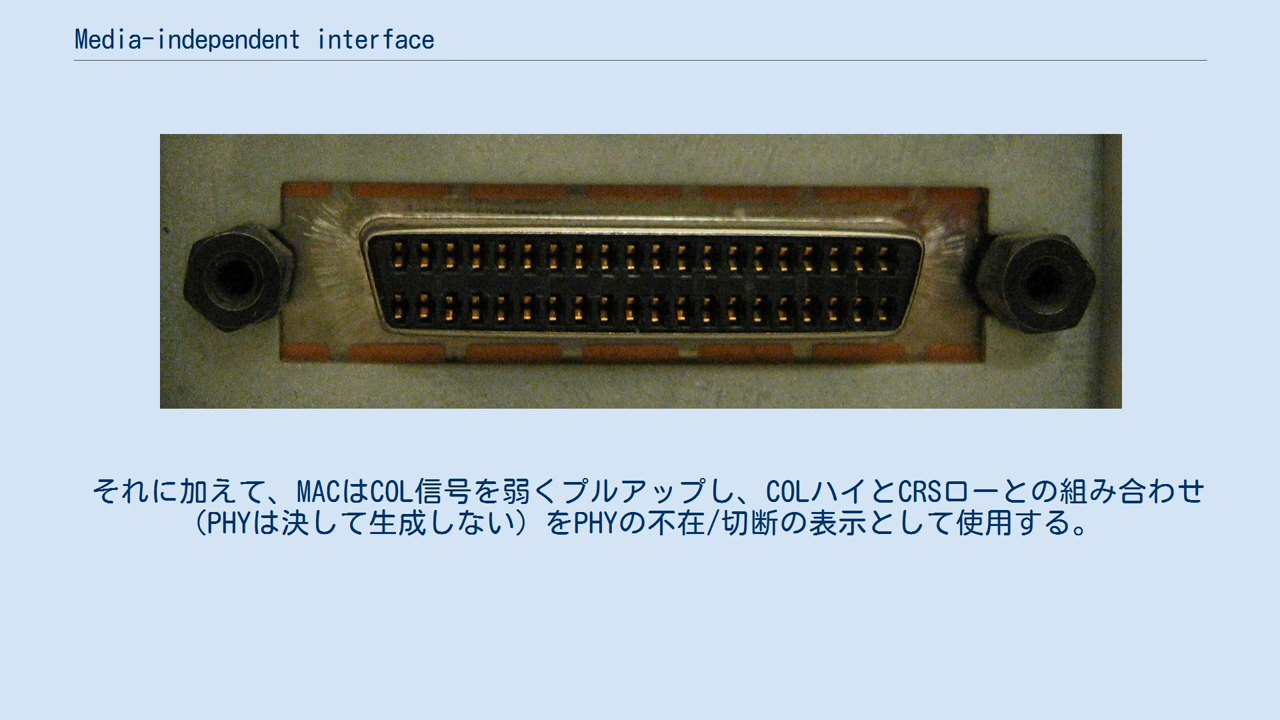 Media-independent interface
それに加えて、MACはCOL信号を弱くプルアップし、COLハイとCRSローとの組み合わせ
（PHYは決して生成しない）をPHYの不在/切断の表示として使用する。